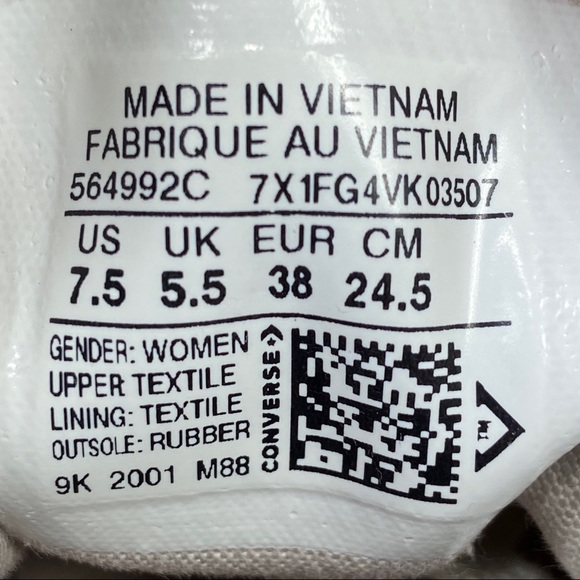 MADE IN VIETNAM
FABRIQUE AU VIETNAM
564992C 7X1FG4VK03507
US UK EUR CM
7.5 5.5 38 24.5
GENDER: WOMEN
UPPER TEXTILE
LINING: TEXTILE
OUTSOLE: RUBBER
9K 2001 M88
CONVERSE
TM